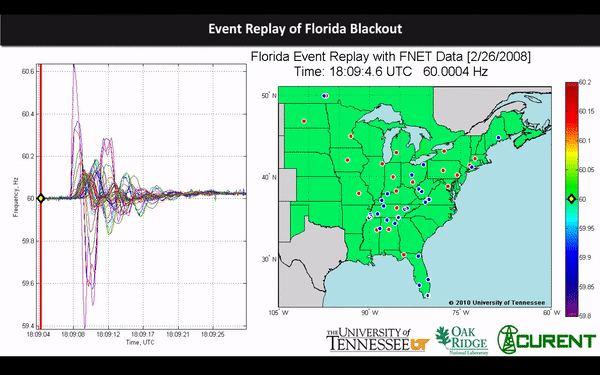 Event Replay of Florida Blackout
Florida Event Replay with FNET Data [2/26/2008]
Time: 18:09:4.6 UTC 60.0004 Hz
60.6
60.4
60.2
60
59.8
59.6
59.4
Frequency, Hz
18:09:04 18:09:08 18:09:12 18:09:17 18:09:21 18:09:25
Time, UTC
50° N
40° N
30° N
105° W 90° W 75° W 60° W
© 2010 University of Tennessee
60.2
60.15
60.1
60.05
60
59.95
59.9
59.85
59.8
THE UNIVERSITY of
TENNESSEE UT
OAK
RIDGE
National Laboratory
CURENT